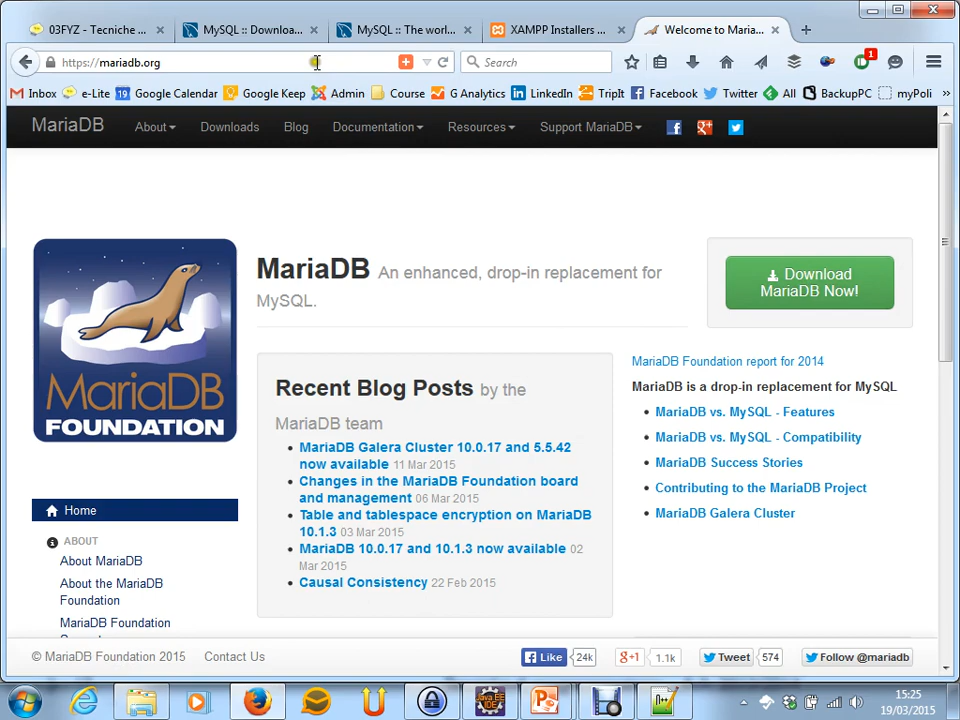 03FYZ - Tecniche ...
MySQL :: Downloa...
MySQL :: The worl...
XAMPP Installers ...
Welcome to Maria...
https://mariadb.org
Search
1
Inbox
e-Lite
19
Google Calendar
Google Keep
Admin
Course
G Analytics
LinkedIn
TripIt
Facebook
Twitter
All
BackupPC
myPoli
»
MariaDB
About
Downloads
Blog
Documentation
Resources
Support MariaDB
MariaDB
FOUNDATION
MariaDB An enhanced, drop-in replacement for
MySQL.
Download
MariaDB Now!
Recent Blog Posts by the
MariaDB team
MariaDB Galera Cluster 10.0.17 and 5.5.42
now available 11 Mar 2015
Changes in the MariaDB Foundation board
and management 06 Mar 2015
Table and tablespace encryption on MariaDB
10.1.3 03 Mar 2015
MariaDB 10.0.17 and 10.1.3 now available 02
Mar 2015
Causal Consistency 22 Feb 2015
MariaDB Foundation report for 2014
MariaDB is a drop-in replacement for MySQL
MariaDB vs. MySQL - Features
MariaDB vs. MySQL - Compatibility
MariaDB Success Stories
Contributing to the MariaDB Project
MariaDB Galera Cluster
Home
ABOUT
About MariaDB
About the MariaDB
Foundation
MariaDB Foundation
© MariaDB Foundation 2015
Contact Us
Like
24k
g+1
1.1k
Tweet
574
Follow @mariadb
Java EE
IDE
15:25
19/03/2015